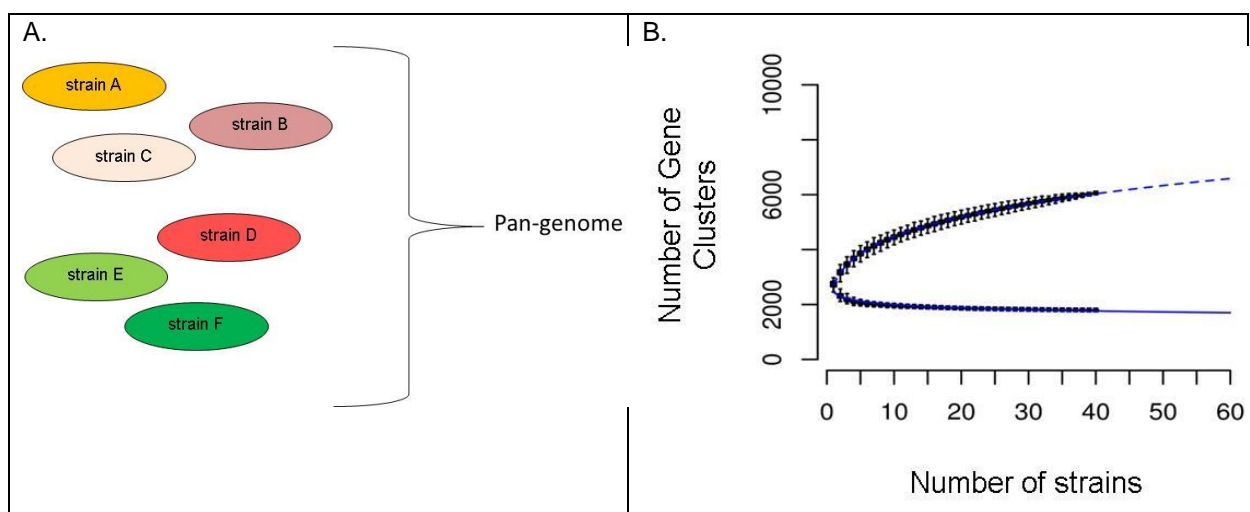 A.
strain A
strain B
strain C
strain D
strain E
strain F
Pan-genome
B.
Number of Gene
Clusters
10000
6000
2000
0
0 10 20 30 40 50 60
Number of strains